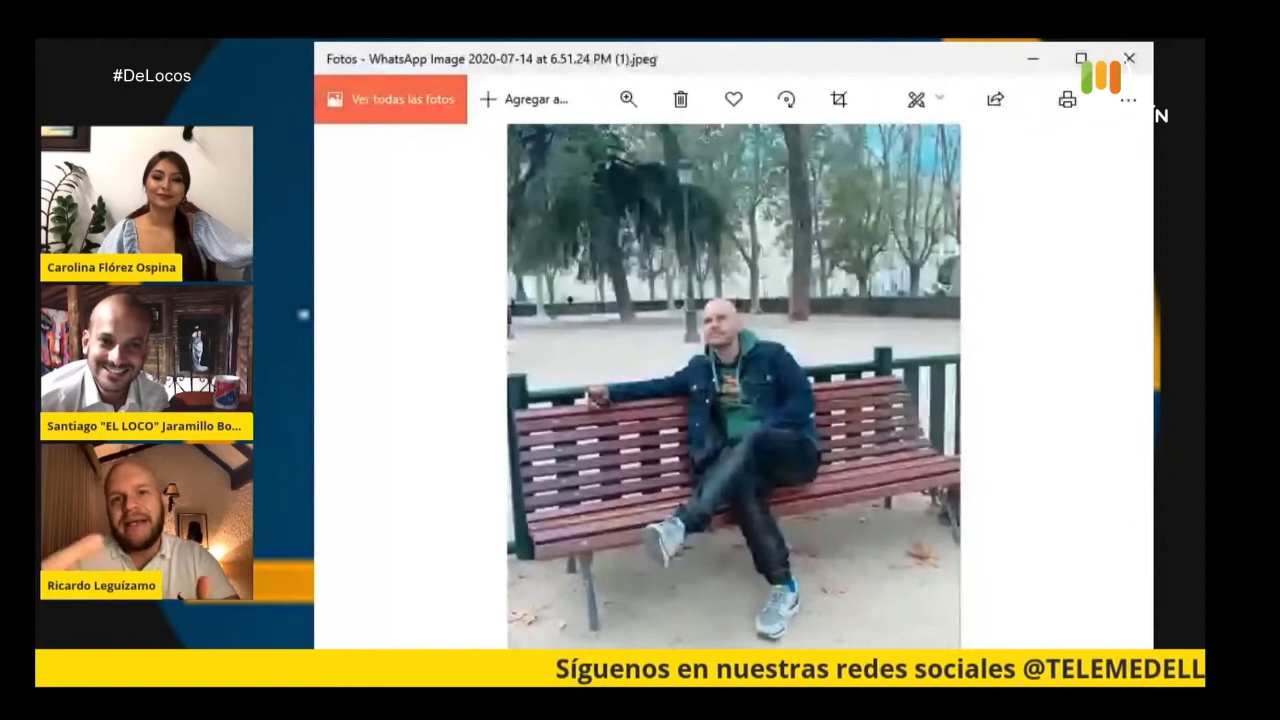 #DeLocos
Fotos - WhatsApp Image 2020-07-14 at 6.51.24 PM (1).jpeg
Ver todas las fotos
Agregar a...
Carolina Flórez Ospina
Santiago "EL LOCO" Jaramillo Bo...
Ricardo Leguízamo
Síguenos en nuestras redes sociales @TELEMEDELL